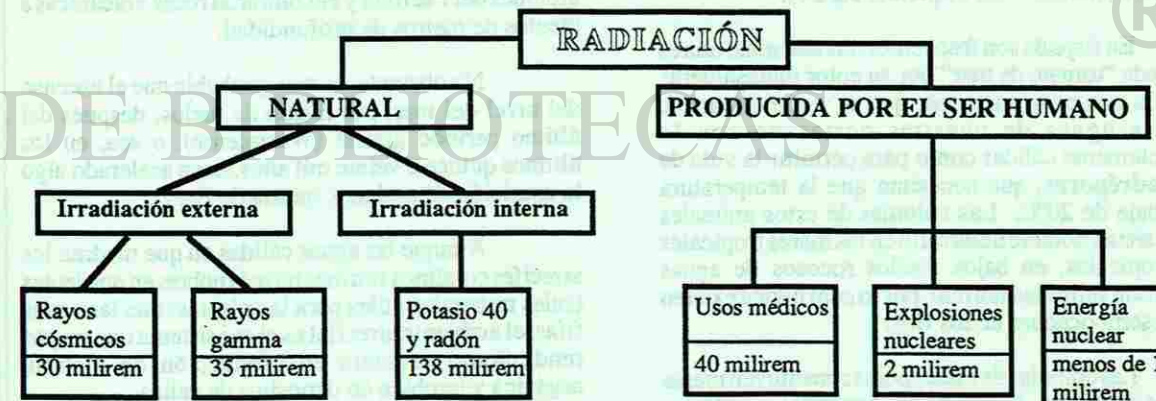 RADIACIÓN
NATURAL
PRODUCIDA POR EL SER HUMANO
DE BIBLIOTECAS
®
Irradiación externa
Irradiación interna
Rayos
cósmicos
30 milirem
Rayos
gamma
35 milirem
Potasio 40
y radón
138 milirem
Usos médicos
40 milirem
Explosiones
nucleares
2 milirem
Energía
nuclear
menos de 1
milirem